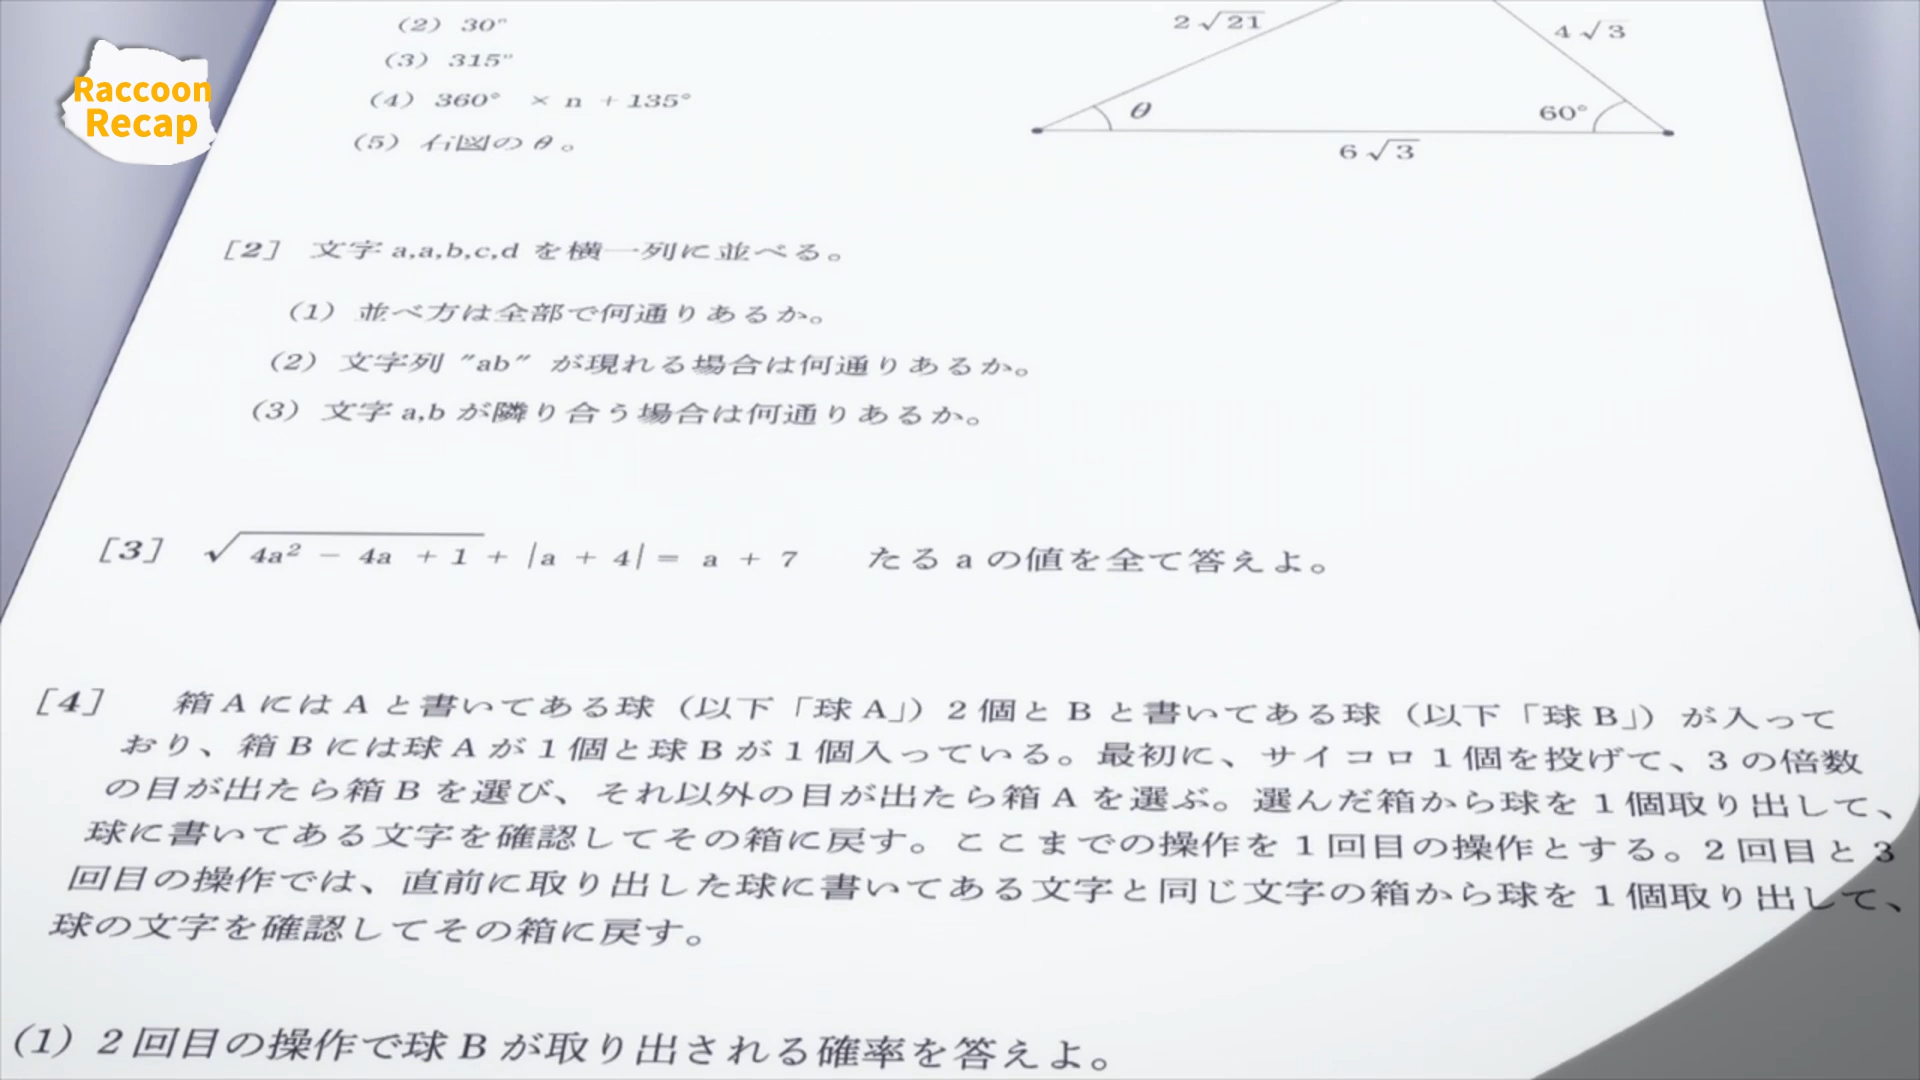 Raccoon
Recap
(2) 30°
(3) 315°
(4) 360° × n + 135°
(5) 右図の θ 。
2√21
4√3
θ
60°
6√3
[2] 文字 a,a,b,c,d を横一列に並べる。
(1) 並べ方は全部で何通りあるか。
(2) 文字列 "ab" が現れる場合は何通りあるか。
(3) 文字 a,b が隣り合う場合は何通りあるか。
[3] √(4a² − 4a + 1) + |a + 4| = a + 7 たる a の値を全て答えよ。
[4] 箱 A には A と書いてある球（以下「球 A」）2 個と B と書いてある球（以下「球 B」）が入って
おり、箱 B には球 A が 1 個と球 B が 1 個入っている。最初に、サイコロ 1 個を投げて、3 の倍数
の目が出たら箱 B を選び、それ以外の目が出たら箱 A を選ぶ。選んだ箱から球を 1 個取り出して、
球に書いてある文字を確認してその箱に戻す。ここまでの操作を 1 回目の操作とする。2 回目と 3
回目の操作では、直前に取り出した球に書いてある文字と同じ文字の箱から球を 1 個取り出して、
球の文字を確認してその箱に戻す。
(1) 2 回目の操作で球 B が取り出される確率を答えよ。